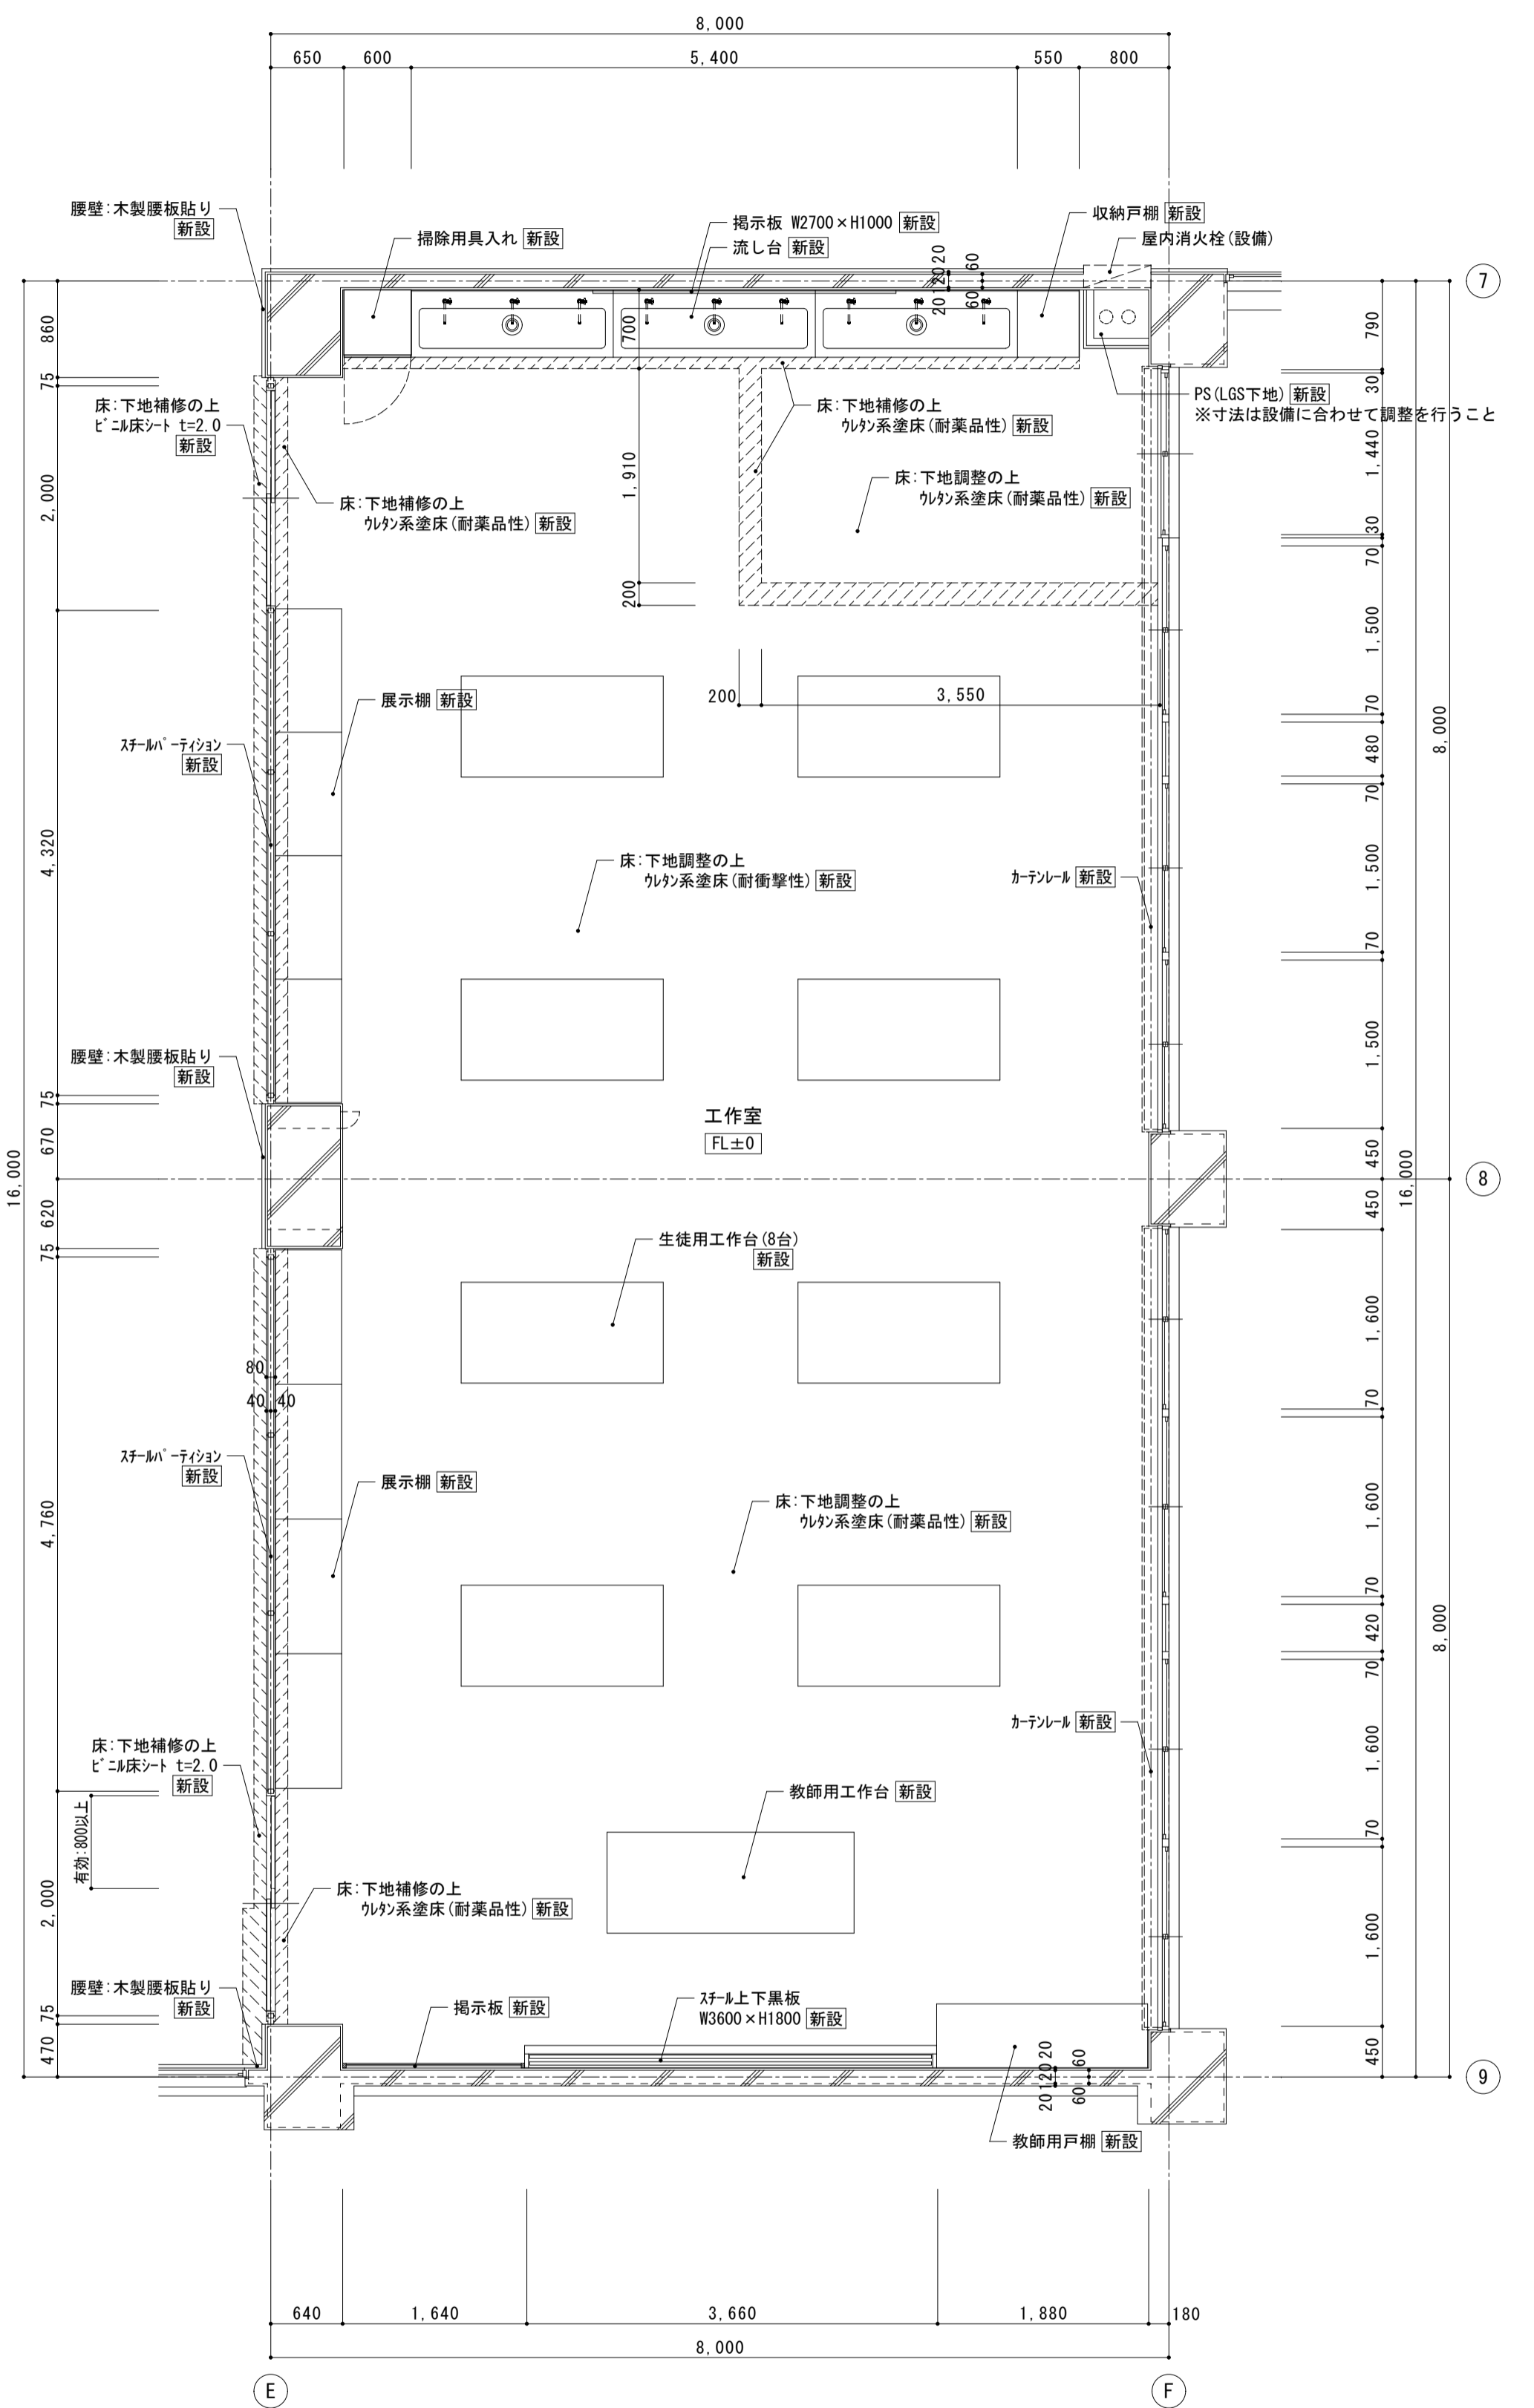 8,000
650
600
5,400
550
800
腰壁:木製腰板貼り
新設
掃除用具入れ 新設
掲示板 W2700×H1000 新設
流し台 新設
収納戸棚 新設
屋内消火栓(設備)
20
120
20
60
60
7
860
75
700
790
30
PS(LGS下地) 新設
※寸法は設備に合わせて調整を行うこと
床:下地補修の上
ビニル床シート t=2.0
新設
床:下地補修の上
ウレタン系塗床(耐薬品性) 新設
1,440
2,000
1,910
床:下地調整の上
ウレタン系塗床(耐薬品性) 新設
床:下地補修の上
ウレタン系塗床(耐薬品性) 新設
30
70
200
1,500
200
3,550
展示棚 新設
70
8,000
スチールパーティション
新設
480
70
4,320
床:下地調整の上
ウレタン系塗床(耐衝撃性) 新設
カーテンレール 新設
1,500
70
1,500
腰壁:木製腰板貼り
新設
75
工作室
FL±0
670
450
16,000
16,000
8
620
450
75
生徒用工作台(8台)
新設
1,600
80
40
40
70
スチールパーティション
新設
展示棚 新設
4,760
床:下地調整の上
ウレタン系塗床(耐薬品性) 新設
1,600
70
420
70
8,000
カーテンレール 新設
床:下地補修の上
ビニル床シート t=2.0
新設
1,600
教師用工作台 新設
有効:800以上
70
床:下地補修の上
ウレタン系塗床(耐薬品性) 新設
2,000
1,600
腰壁:木製腰板貼り
新設
75
掲示板 新設
スチール上下黒板
W3600×H1800 新設
470
20
120
20
60
60
450
9
教師用戸棚 新設
640
1,640
3,660
1,880
180
8,000
E
F